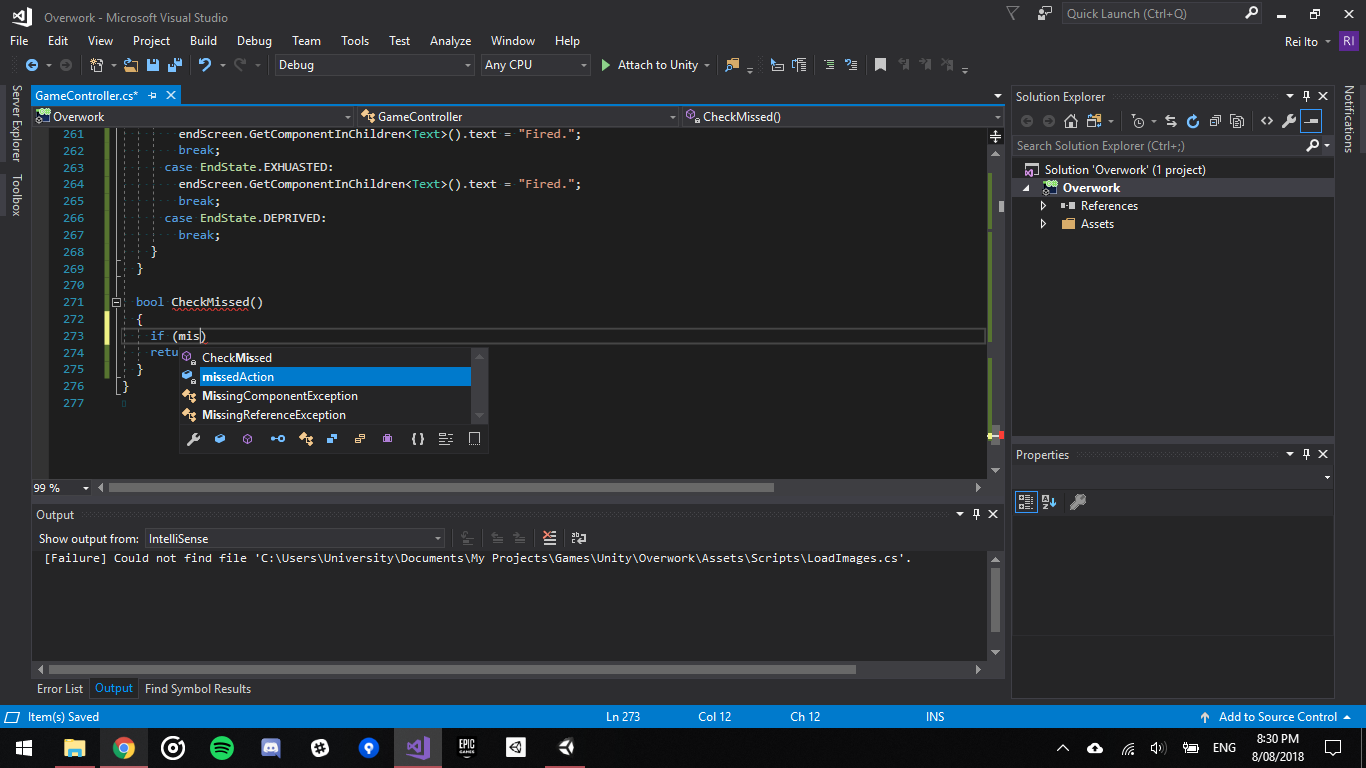 Overwork - Microsoft Visual Studio
Quick Launch (Ctrl+Q)
File Edit View Project Build Debug Team Tools Test Analyze Window Help
Rei Ito RI
Debug Any CPU Attach to Unity
Server Explorer
Toolbox
Notifications
GameController.cs*
Overwork GameController CheckMissed()
261 endScreen.GetComponentInChildren<Text>().text = "Fired.";
262 break;
263 case EndState.EXHUASTED:
264 endScreen.GetComponentInChildren<Text>().text = "Fired.";
265 break;
266 case EndState.DEPRIVED:
267 break;
268 }
269 }
270
271 bool CheckMissed()
272 {
273 if (mis)
274 retu
275 }
276 }
277
CheckMissed
missedAction
MissingComponentException
MissingReferenceException
99 %
Output
Show output from: IntelliSense
[Failure] Could not find file 'C:\Users\University\Documents\My Projects\Games\Unity\Overwork\Assets\Scripts\LoadImages.cs'.
Error List Output Find Symbol Results
Solution Explorer
Search Solution Explorer (Ctrl+;)
Solution 'Overwork' (1 project)
Overwork
References
Assets
Properties
Item(s) Saved Ln 273 Col 12 Ch 12 INS Add to Source Control
EPIC GAMES
ENG
8:30 PM
8/08/2018